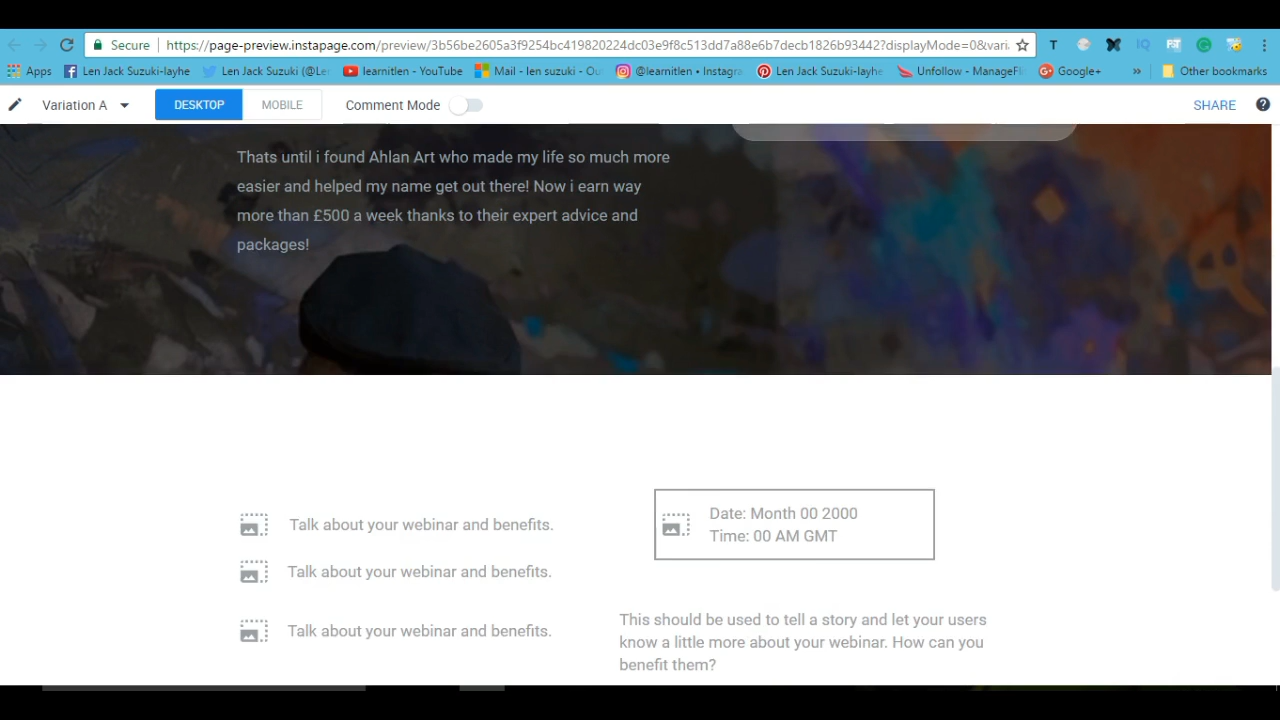 Secure https://page-preview.instapage.com/preview/3b56be2605a3f9254bc419820224dc03e9f8c513dd7a88e6b7decb1826b93442?displayMode=0&vari
Apps Len Jack Suzuki-layhe Len Jack Suzuki (@Le learnitlen - YouTube Mail - len suzuki - Ou @learnitlen • Instagra Len Jack Suzuki-layhe Unfollow - ManageF Google+ » Other bookmarks
Variation A DESKTOP MOBILE Comment Mode SHARE ?
Thats until i found Ahlan Art who made my life so much more
easier and helped my name get out there! Now i earn way
more than £500 a week thanks to their expert advice and
packages!
Talk about your webinar and benefits.
Talk about your webinar and benefits.
Talk about your webinar and benefits.
Date: Month 00 2000
Time: 00 AM GMT
This should be used to tell a story and let your users
know a little more about your webinar. How can you
benefit them?